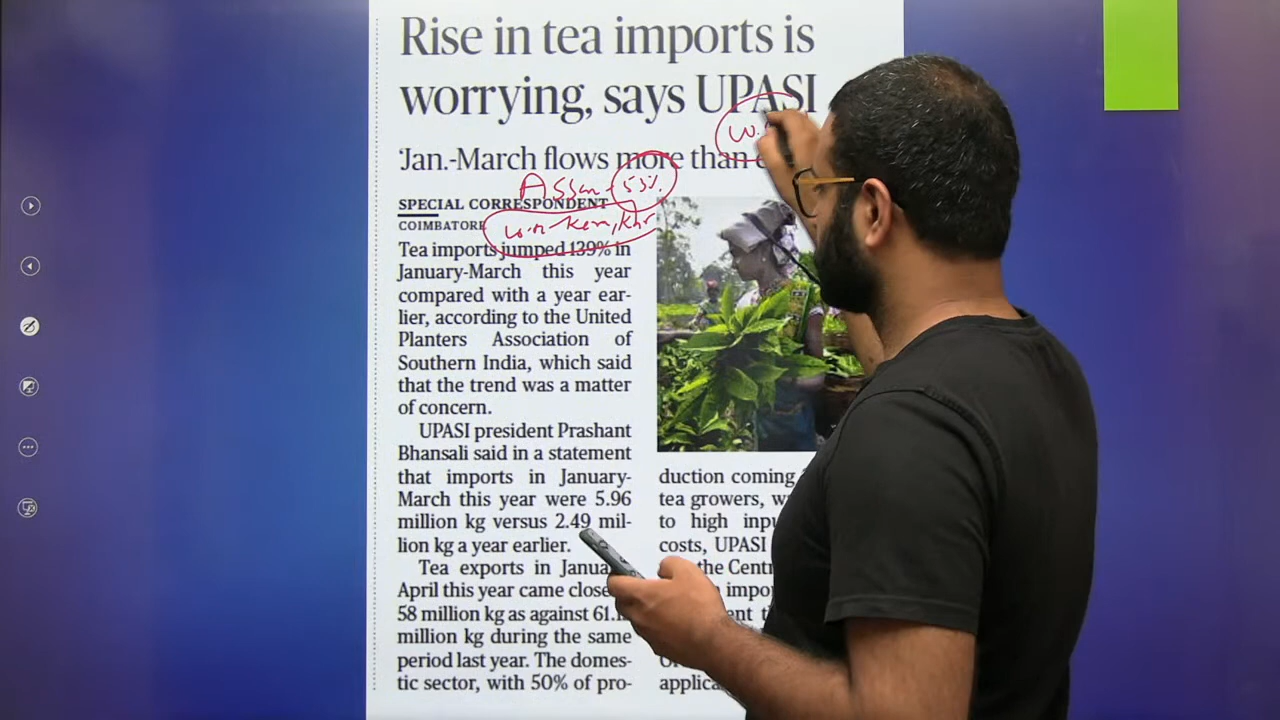 Rise in tea imports is
worrying, says UPASI
'Jan.-March flows more than
Assam - 55%
SPECIAL CORRESPONDENT
COIMBATORE
Tea imports jumped 139% in
January-March this year
compared with a year ear-
lier, according to the United
Planters Association of
Southern India, which said
that the trend was a matter
of concern.
UPASI president Prashant
Bhansali said in a statement
that imports in January-
March this year were 5.96
million kg versus 2.49 mil-
lion kg a year earlier.
Tea exports in
April this year came
58 million kg as against
million kg during the same
period last year. The domes-
tic sector, with 50% of pro-
duction coming
tea growers,
to high
costs, UPASI
the